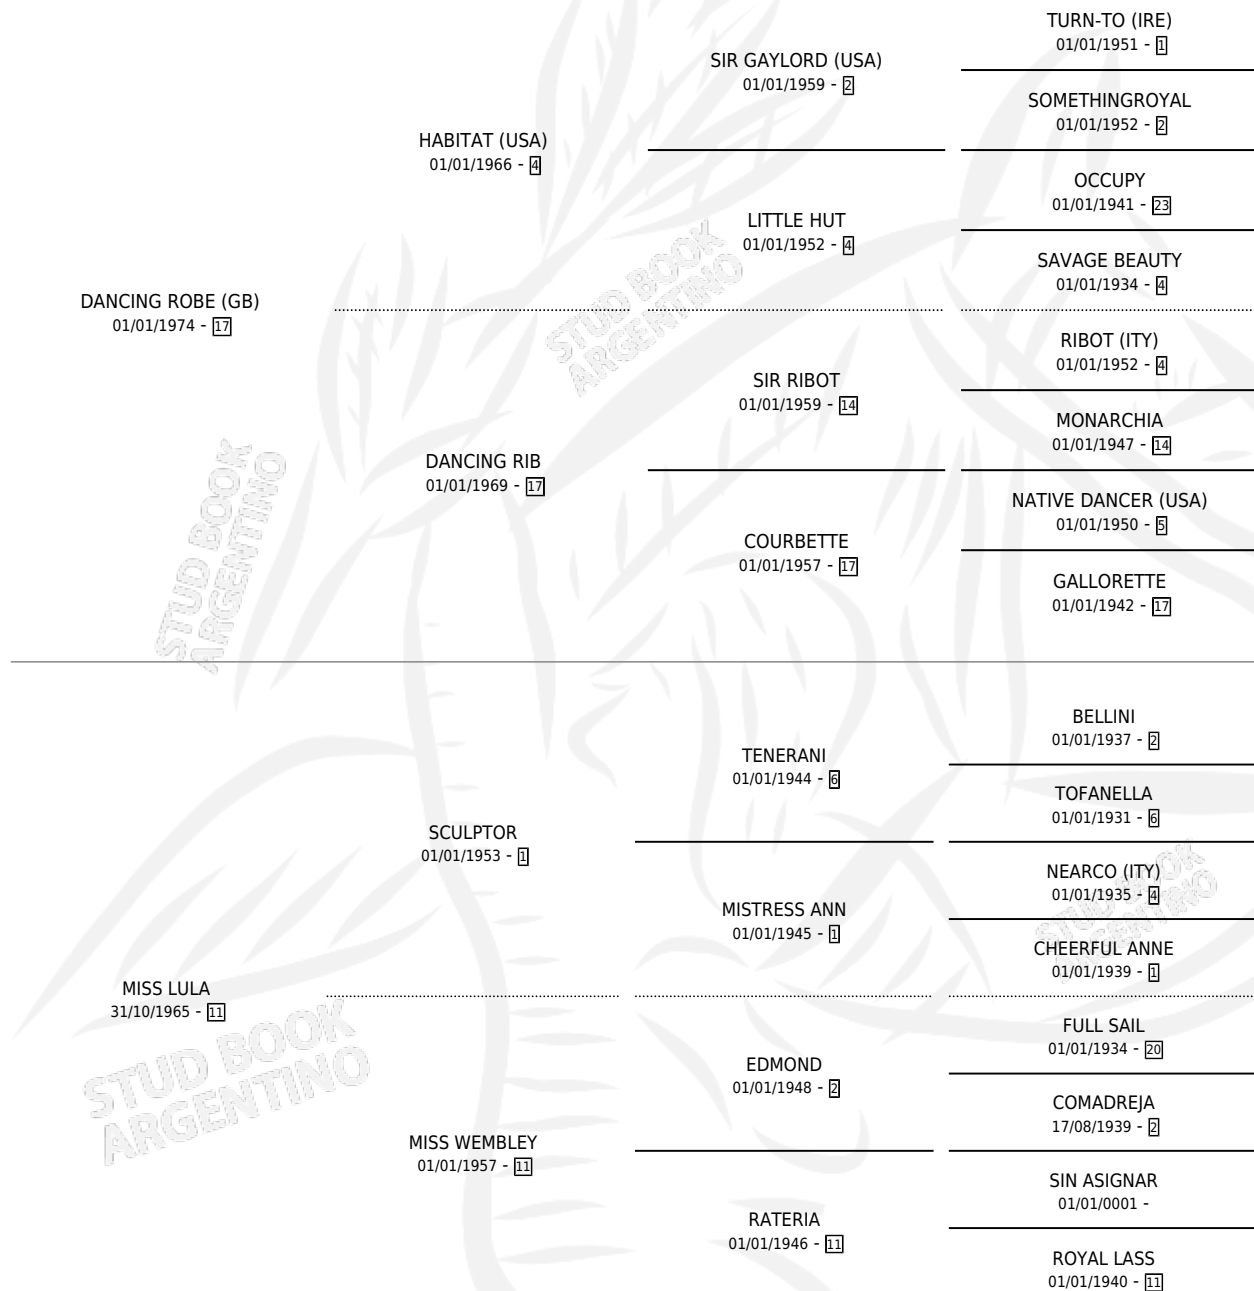 TURN-TO (IRE)
01/01/1951 - 1
SIR GAYLORD (USA)
01/01/1959 - 2
SOMETHINGROYAL
01/01/1952 - 2
HABITAT (USA)
01/01/1966 - 4
OCCUPY
01/01/1941 - 23
LITTLE HUT
01/01/1952 - 4
SAVAGE BEAUTY
01/01/1934 - 4
DANCING ROBE (GB)
01/01/1974 - 17
RIBOT (ITY)
01/01/1952 - 4
SIR RIBOT
01/01/1959 - 14
MONARCHIA
01/01/1947 - 14
DANCING RIB
01/01/1969 - 17
NATIVE DANCER (USA)
01/01/1950 - 5
COURBETTE
01/01/1957 - 17
GALLORETTE
01/01/1942 - 17
BELLINI
01/01/1937 - 2
TENERANI
01/01/1944 - 6
TOFANELLA
01/01/1931 - 6
SCULPTOR
01/01/1953 - 1
NEARCO (ITY)
01/01/1935 - 4
MISTRESS ANN
01/01/1945 - 1
CHEERFUL ANNE
01/01/1939 - 1
MISS LULA
31/10/1965 - 11
FULL SAIL
01/01/1934 - 20
EDMOND
01/01/1948 - 2
COMADREJA
17/08/1939 - 2
MISS WEMBLEY
01/01/1957 - 11
SIN ASIGNAR
01/01/0001 -
RATERIA
01/01/1946 - 11
ROYAL LASS
01/01/1940 - 11
STUD BOOK
ARGENTINO
STUD BOOK
ARGENTINO
STUD BOOK
ARGENTINO
STUD BOOK
ARGENTINO